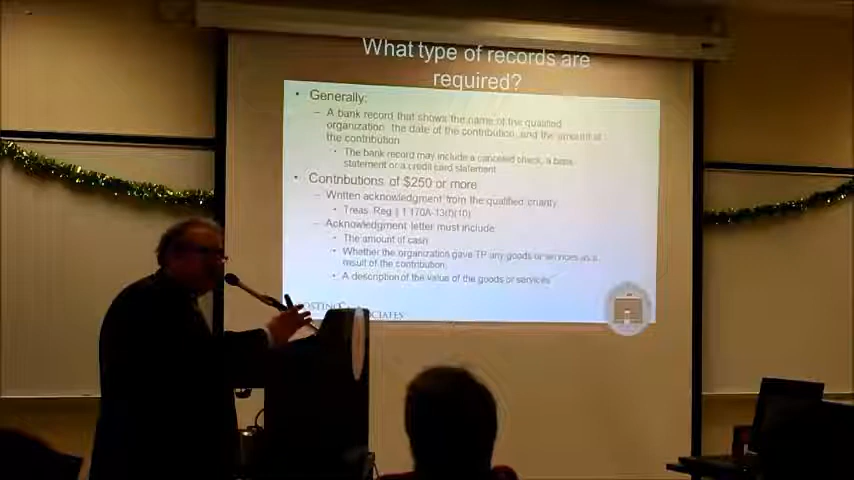 What type of records are
required?
• Generally:
– A bank record that shows the name of the qualified
organization, the date of the contribution, and the amount of
the contribution
• The bank record may include a canceled check, a bank
statement or a credit card statement
• Contributions of $250 or more
– Written acknowledgment from the qualified charity
• Treas. Reg § 1.170A-13(f)(10)
– Acknowledgment letter must include
• The amount of cash
• Whether the organization gave TP any goods or services as a
result of the contribution
• A description of the value of the goods or services